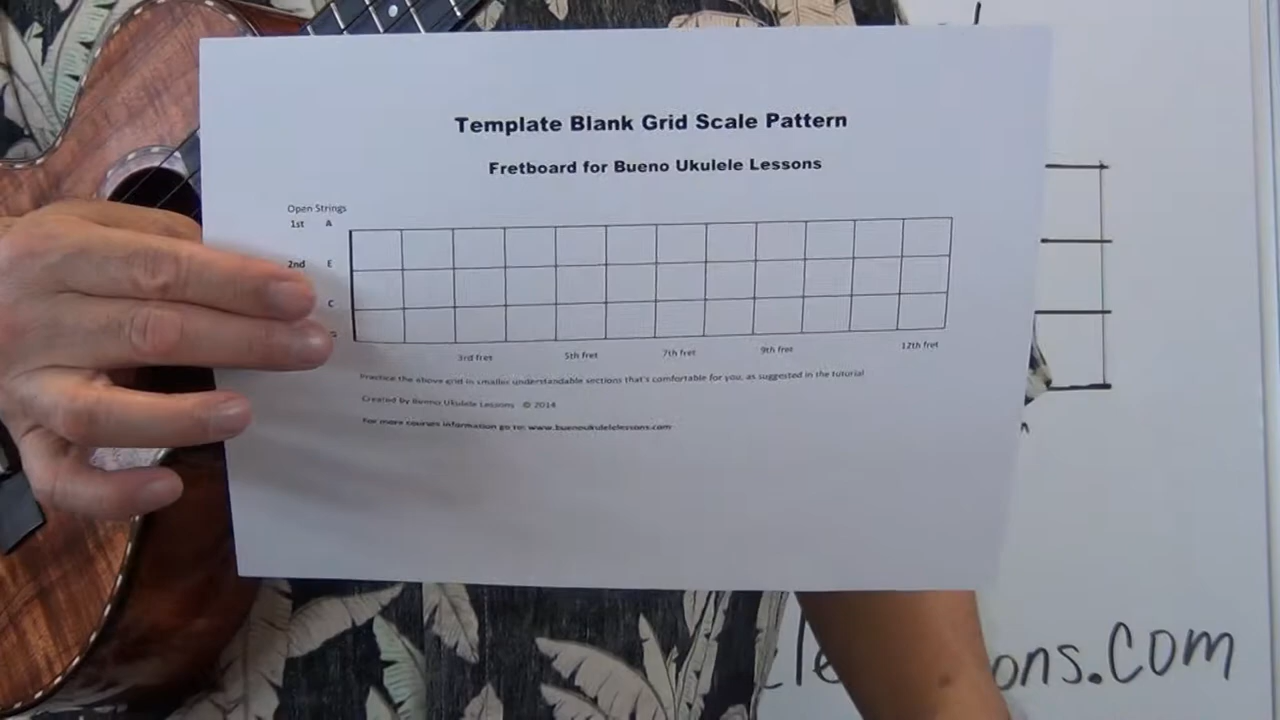 Template Blank Grid Scale Pattern
Fretboard for Bueno Ukulele Lessons
Open Strings
1st A
2nd E
C
3rd fret 5th fret 7th fret 9th fret 12th fret
Practice the above grid in smaller understandable sections that's comfortable for you, as suggested in the tutorial
Created by Bueno Ukulele Lessons © 2014
For more courses information go to: www.buenoukulelelessons.com
ons.Com